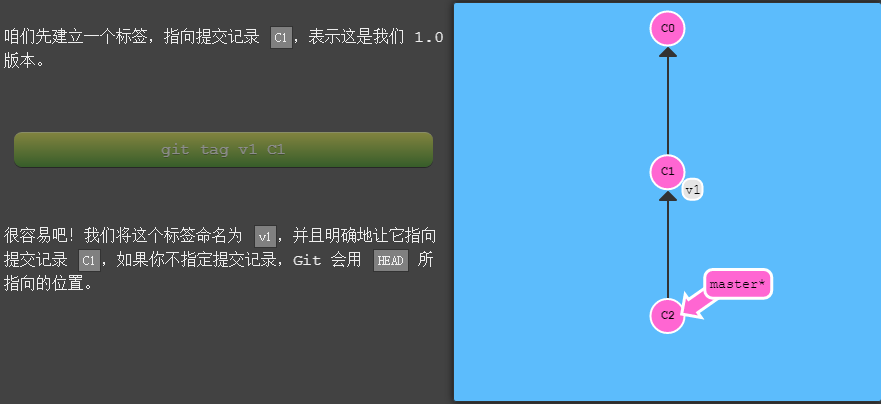 咱们先建立一个标签，指向提交记录 C1，表示这是我们 1.0
版本。
git tag v1 C1
很容易吧！我们将这个标签命名为 v1，并且明确地让它指向
提交记录 C1，如果你不指定提交记录，Git 会用 HEAD 所
指向的位置。
C0
C1
v1
master*
C2